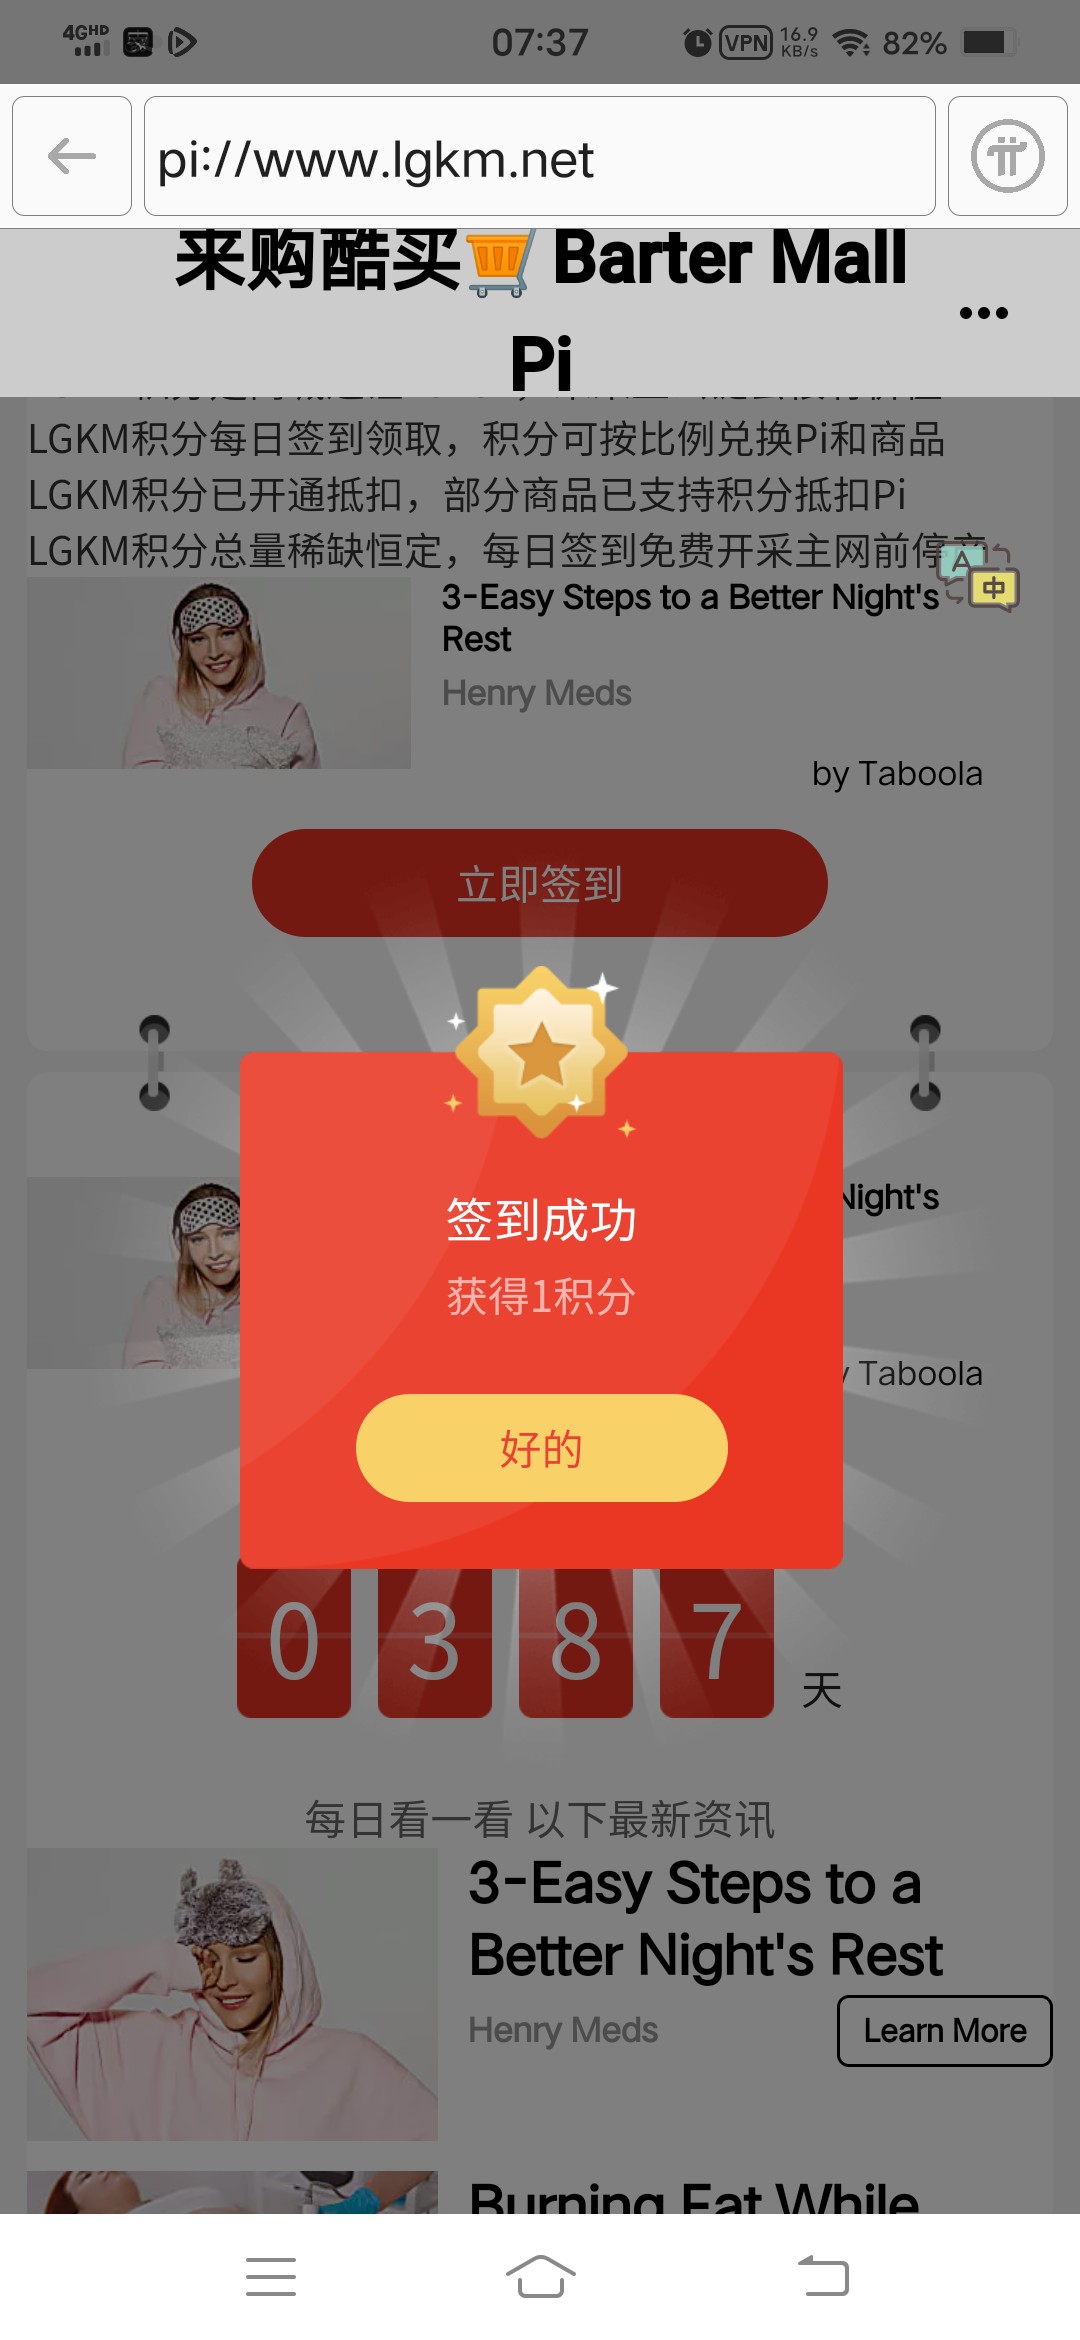 4GHD
07:37
VPN
16.9
KB/s
82%
pi://www.lgkm.net
来购酷买🛒 Barter Mall
Pi
LGKM积分每日签到领取，积分可按比例兑换Pi和商品
LGKM积分已开通抵扣，部分商品已支持积分抵扣Pi
LGKM积分总量稀缺恒定，每日签到免费开采主网前停产
A
中
3-Easy Steps to a Better Night's
Rest
Henry Meds
by Taboola
立即签到
Night's
签到成功
获得1积分
y Taboola
好的
0 3 8 7 天
每日看一看 以下最新资讯
3-Easy Steps to a
Better Night's Rest
Henry Meds
Learn More
Burning Fat While